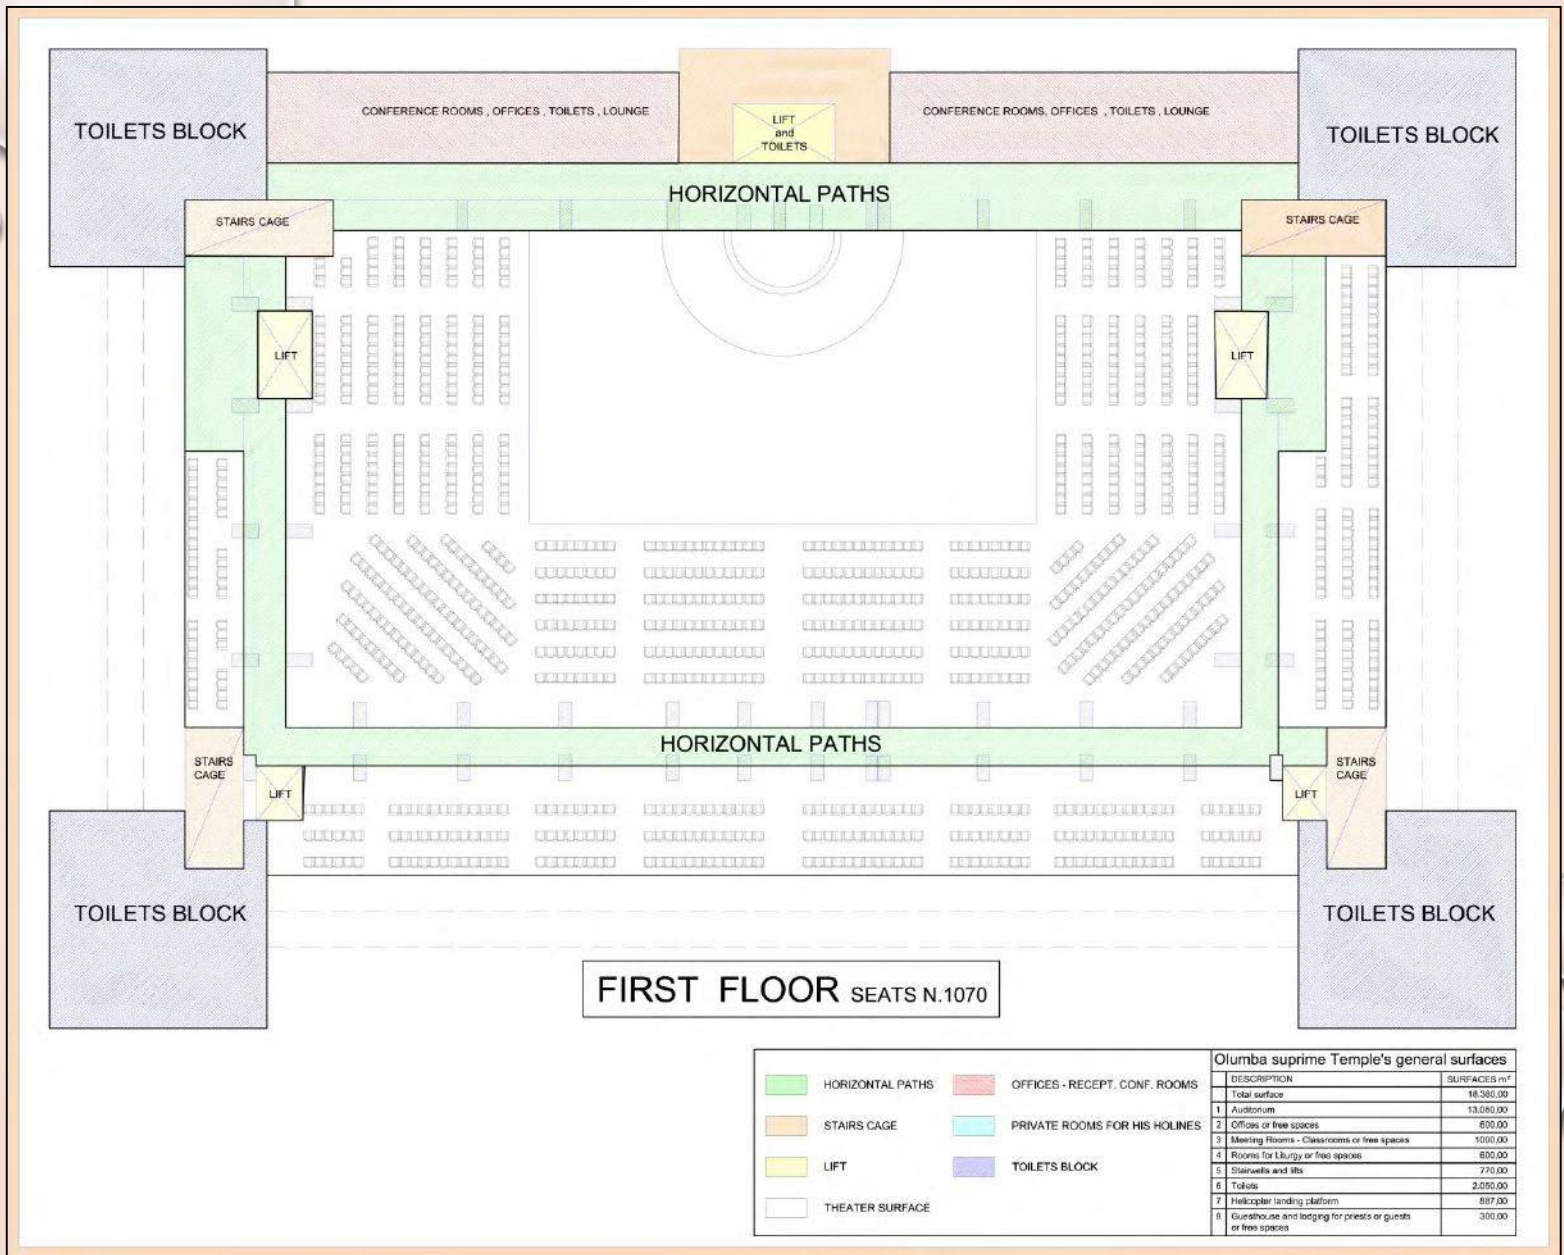 TOILETS BLOCK
CONFERENCE ROOMS , OFFICES , TOILETS , LOUNGE
LIFT
and
TOILETS
CONFERENCE ROOMS, OFFICES , TOILETS , LOUNGE
TOILETS BLOCK
HORIZONTAL PATHS
STAIRS CAGE
STAIRS CAGE
LIFT
LIFT
HORIZONTAL PATHS
STAIRS
CAGE
STAIRS
CAGE
LIFT
LIFT
TOILETS BLOCK
TOILETS BLOCK
FIRST FLOOR SEATS N.1070
HORIZONTAL PATHS
OFFICES - RECEPT. CONF. ROOMS
STAIRS CAGE
PRIVATE ROOMS FOR HIS HOLINES
LIFT
TOILETS BLOCK
THEATER SURFACE
Olumba suprime Temple's general surfaces
DESCRIPTION SURFACES m²
Total surface 18.380,00
1 Auditorium 13.060,00
2 Offices or free spaces 600,00
3 Meeting Rooms - Classrooms or free spaces 1000,00
4 Rooms for Liturgy or free spaces 600,00
5 Stairwells and lifts 770,00
6 Toilets 2.050,00
7 Helicopter landing platform 887,00
8 Guesthouse and lodging for priests or guests 300,00
or free spaces